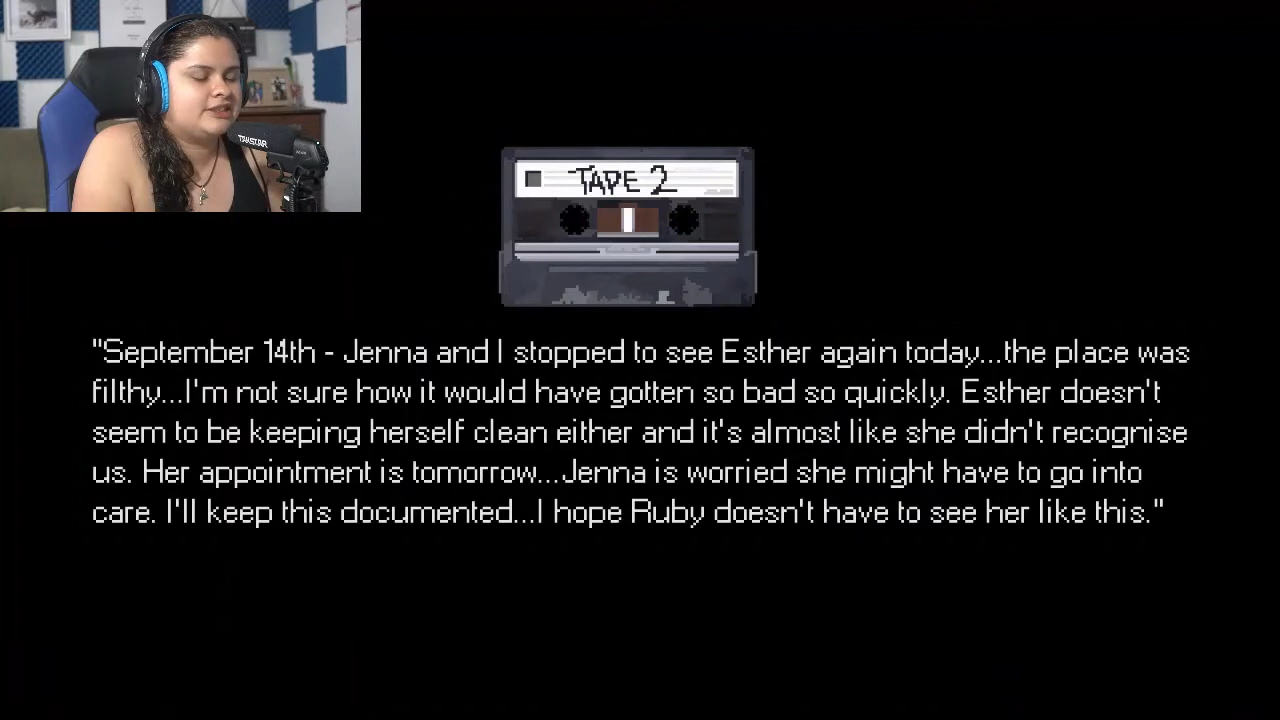 TAKSTAR
TAPE 2
"September 14th - Jenna and I stopped to see Esther again today...the place was
filthy...I'm not sure how it would have gotten so bad so quickly. Esther doesn't
seem to be keeping herself clean either and it's almost like she didn't recognise
us. Her appointment is tomorrow...Jenna is worried she might have to go into
care. I'll keep this documented...I hope Ruby doesn't have to see her like this."